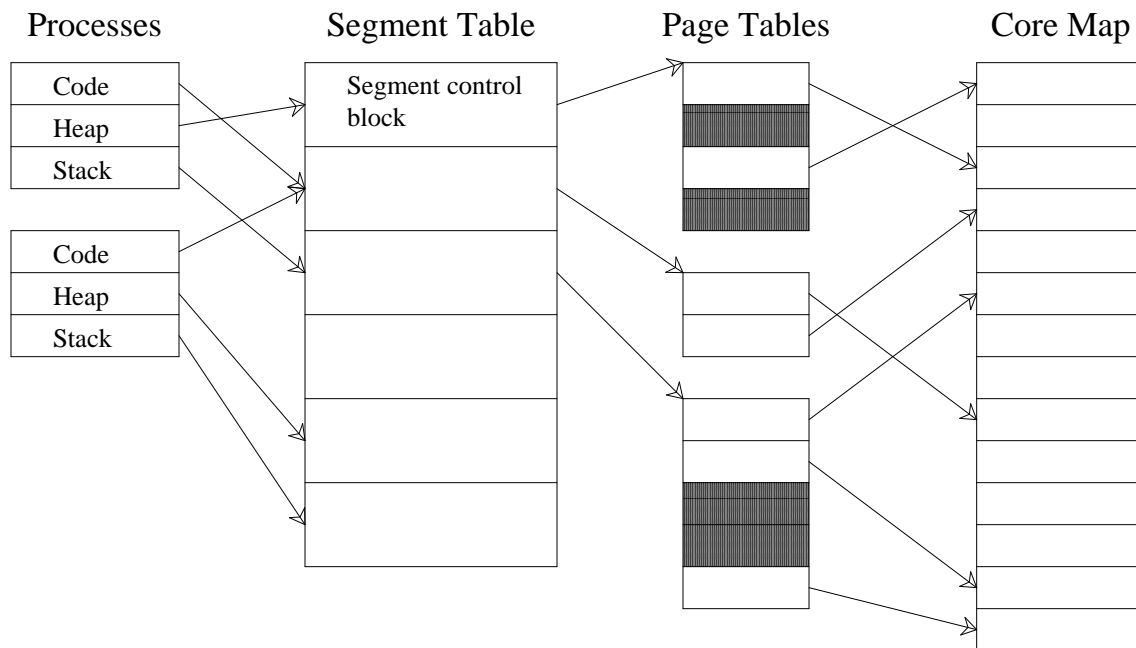 Processes
Segment Table
Page Tables
Core Map
Code
Heap
Stack
Code
Heap
Stack
Segment control
block